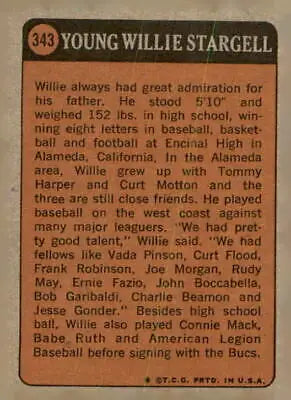 343 YOUNG WILLIE STARGELL
Willie always had great admiration for
his father. He stood 5'10" and
weighed 152 lbs. in high school, win-
ning eight letters in baseball, basket-
ball and football at Encinal High in
Alameda, California. In the Alameda
area, Willie grew up with Tommy
Harper and Curt Motton and the
three are still close friends. He played
baseball on the west coast against
many major leaguers. "We had pret-
ty good talent," Willie said. "We had
fellows like Vada Pinson, Curt Flood,
Frank Robinson, Joe Morgan, Rudy
May, Ernie Fazio, John Boccabella,
Bob Garibaldi, Charlie Beamon and
Jesse Gonder." Besides high school
ball, Willie also played Connie Mack,
Babe Ruth and American Legion
Baseball before signing with the Bucs.
* ©T.C.G. PRTD. IN U.S.A.